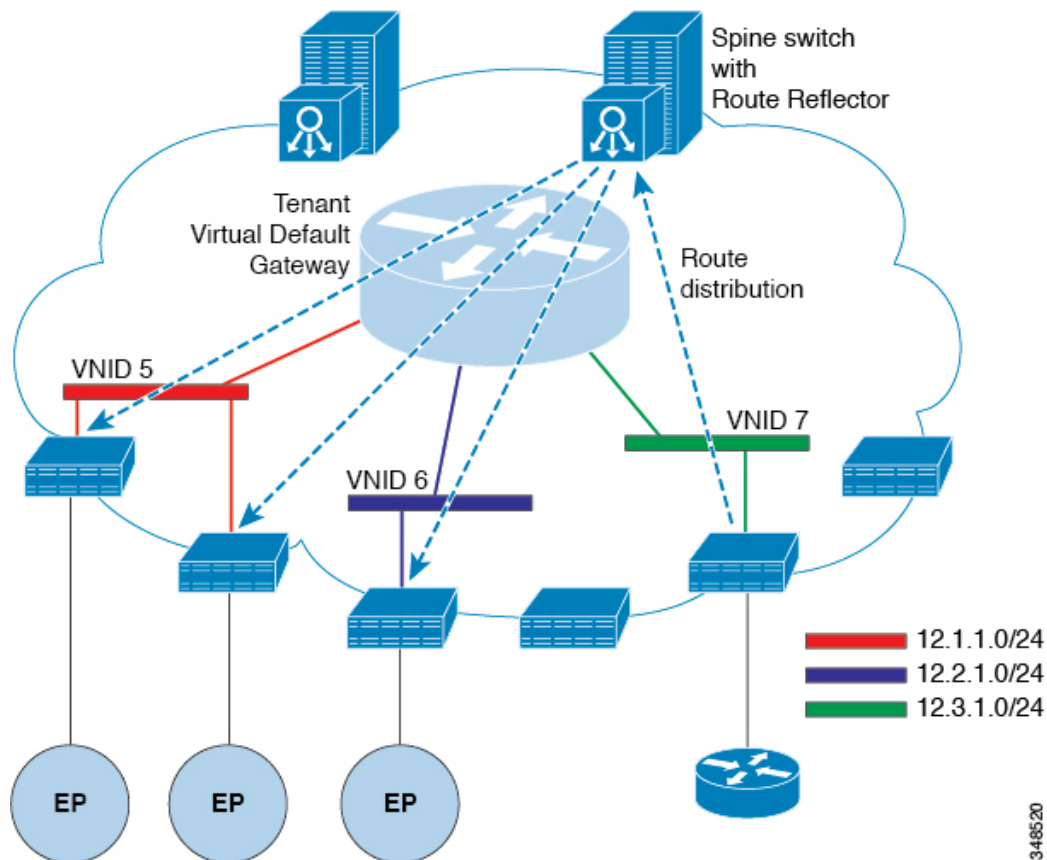 Spine switch
with
Route Reflector
Tenant
Virtual Default
Gateway
Route
distribution
VNID 5
VNID 7
VNID 6
12.1.1.0/24
12.2.1.0/24
12.3.1.0/24
EP
EP
EP
348520